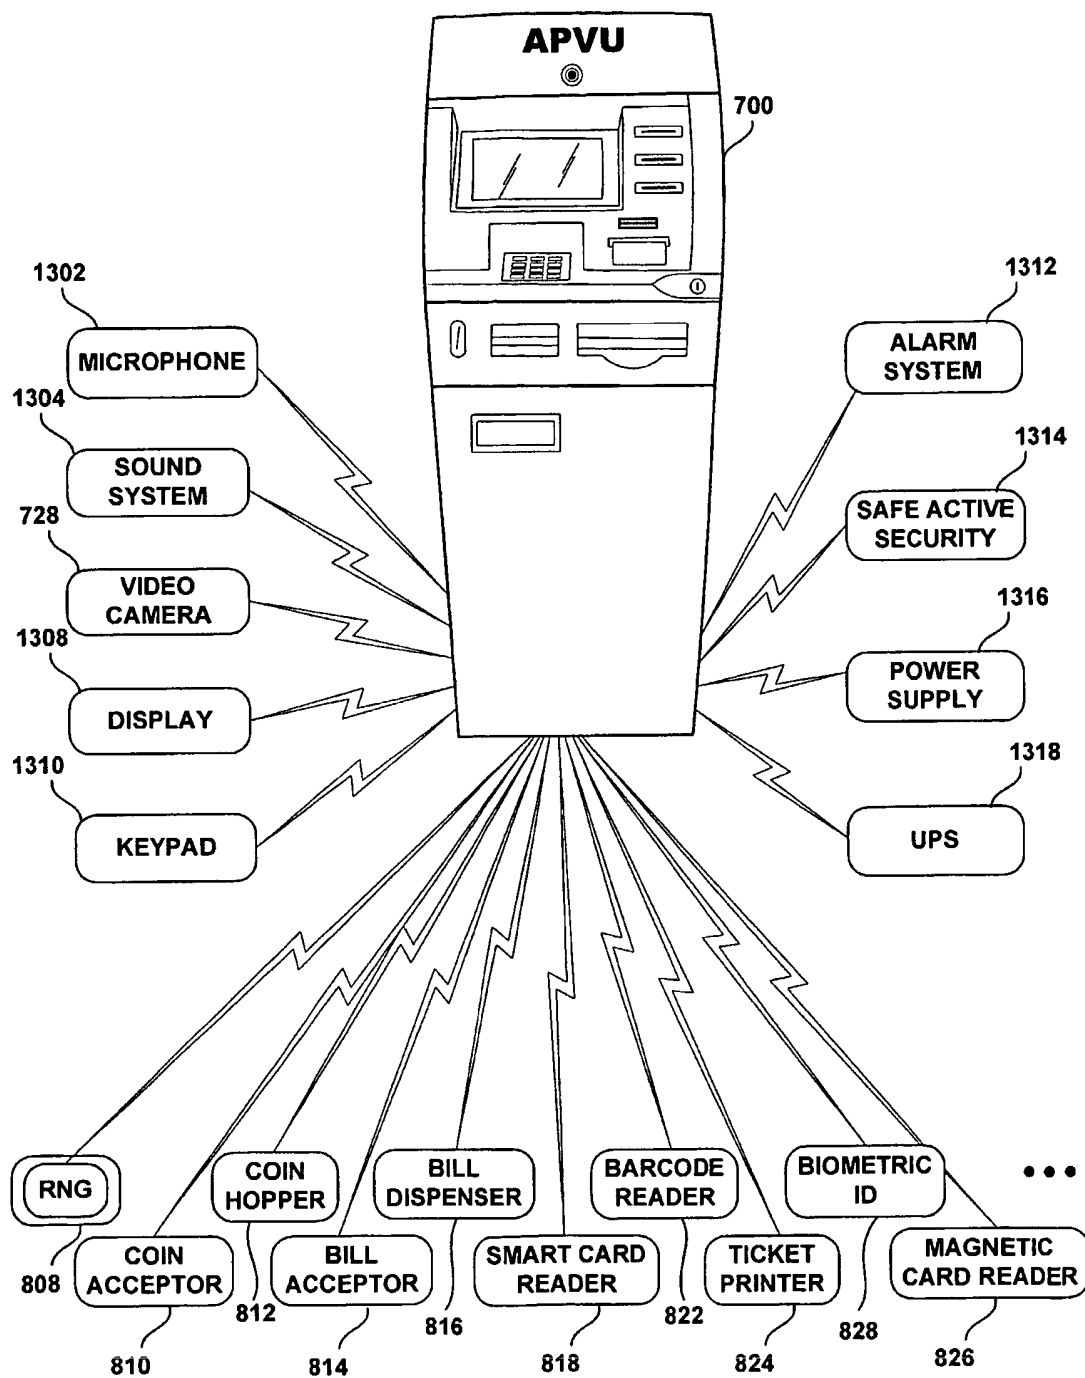 APVU
700
1302
MICROPHONE
1304
SOUND
SYSTEM
728
VIDEO
CAMERA
1308
DISPLAY
1310
KEYPAD
1312
ALARM
SYSTEM
1314
SAFE ACTIVE
SECURITY
1316
POWER
SUPPLY
1318
UPS
RNG
808
COIN
ACCEPTOR
810
COIN
HOPPER
812
BILL
ACCEPTOR
814
BILL
DISPENSER
816
SMART CARD
READER
818
BARCODE
READER
822
TICKET
PRINTER
824
BIOMETRIC
ID
828
MAGNETIC
CARD READER
826
•••